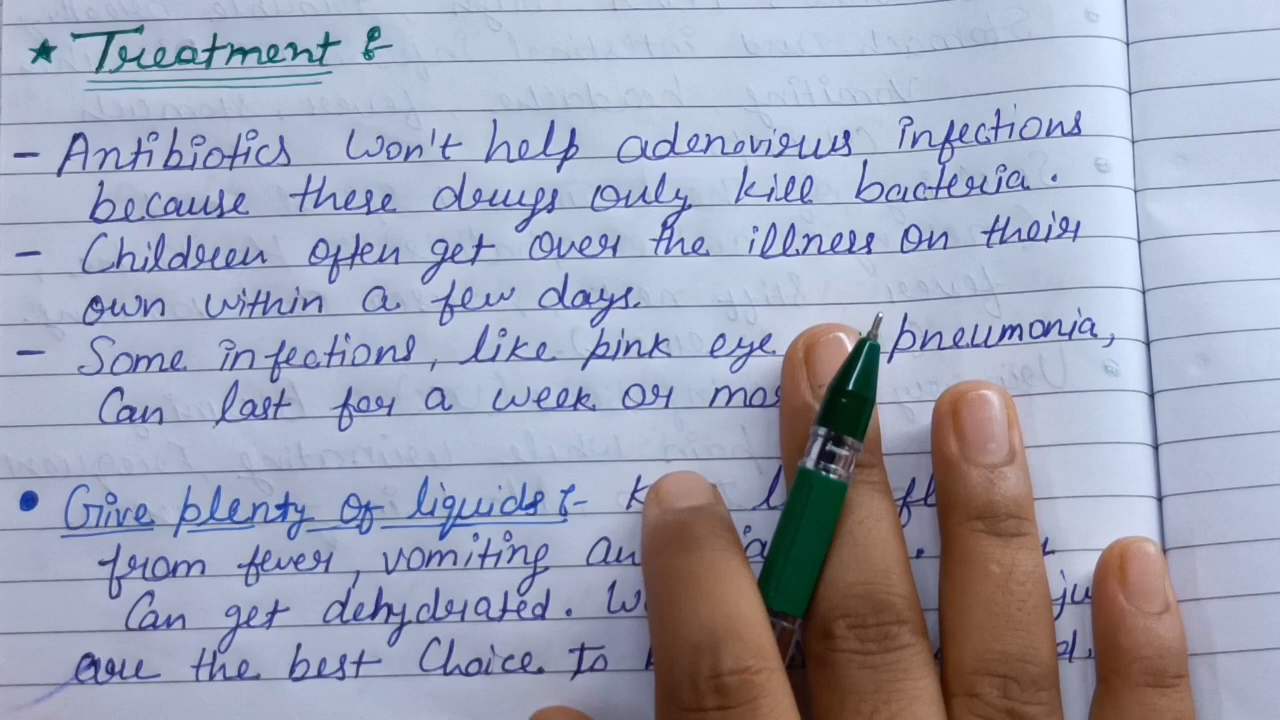 ★ Treatment :-
- Antibiotics won't help adenovirus infections
because these drugs only kill bacteria.
- Children often get over the illness on their
own within a few days.
- Some infections, like pink eye pneumonia,
Can last for a week or
• Give plenty of liquids :-
from fever, vomiting
Can get dehydrated.
are the best Choice to